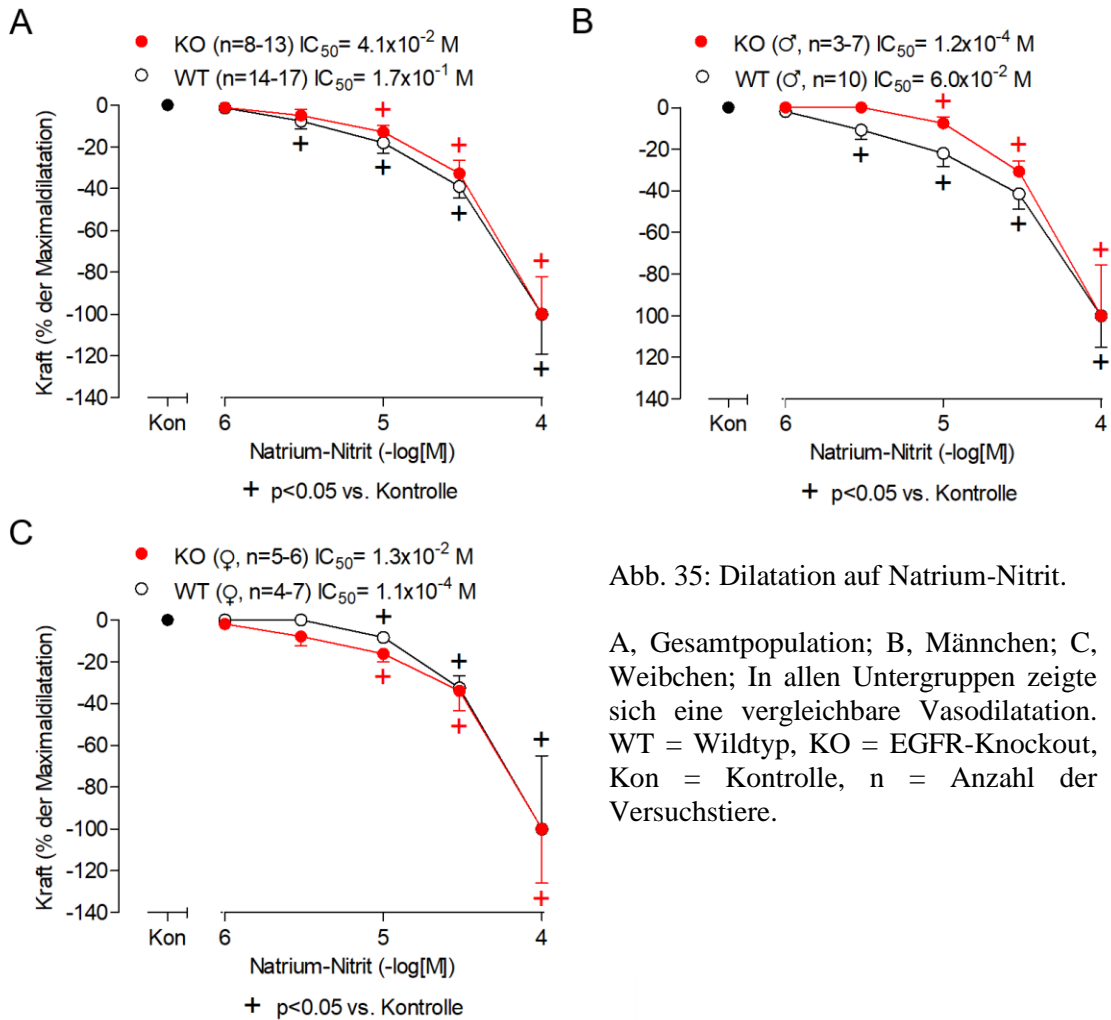 A
KO (n=8-13) IC50= 4.1x10-2 M
WT (n=14-17) IC50= 1.7x10-1 M
0
-20
-40
-60
-80
-100
-120
-140
Kraft (% der Maximaldilatation)
Kon 6 5 4
Natrium-Nitrit (-log[M])
+ p<0.05 vs. Kontrolle
B
KO (♂, n=3-7) IC50= 1.2x10-4 M
WT (♂, n=10) IC50= 6.0x10-2 M
0
-20
-40
-60
-80
100
120
140
Kon 6 5 4
Natrium-Nitrit (-log[M])
+ p<0.05 vs. Kontrolle
C
KO (♀, n=5-6) IC50= 1.3x10-2 M
WT (♀, n=4-7) IC50= 1.1x10-4 M
0
-20
-40
-60
-80
-100
-120
-140
Kraft (% der Maximaldilatation)
Kon 6 5 4
Natrium-Nitrit (-log[M])
+ p<0.05 vs. Kontrolle
Abb. 35: Dilatation auf Natrium-Nitrit.
A, Gesamtpopulation; B, Männchen; C,
Weibchen; In allen Untergruppen zeigte
sich eine vergleichbare Vasodilatation.
WT = Wildtyp, KO = EGFR-Knockout,
Kon = Kontrolle, n = Anzahl der
Versuchstiere.